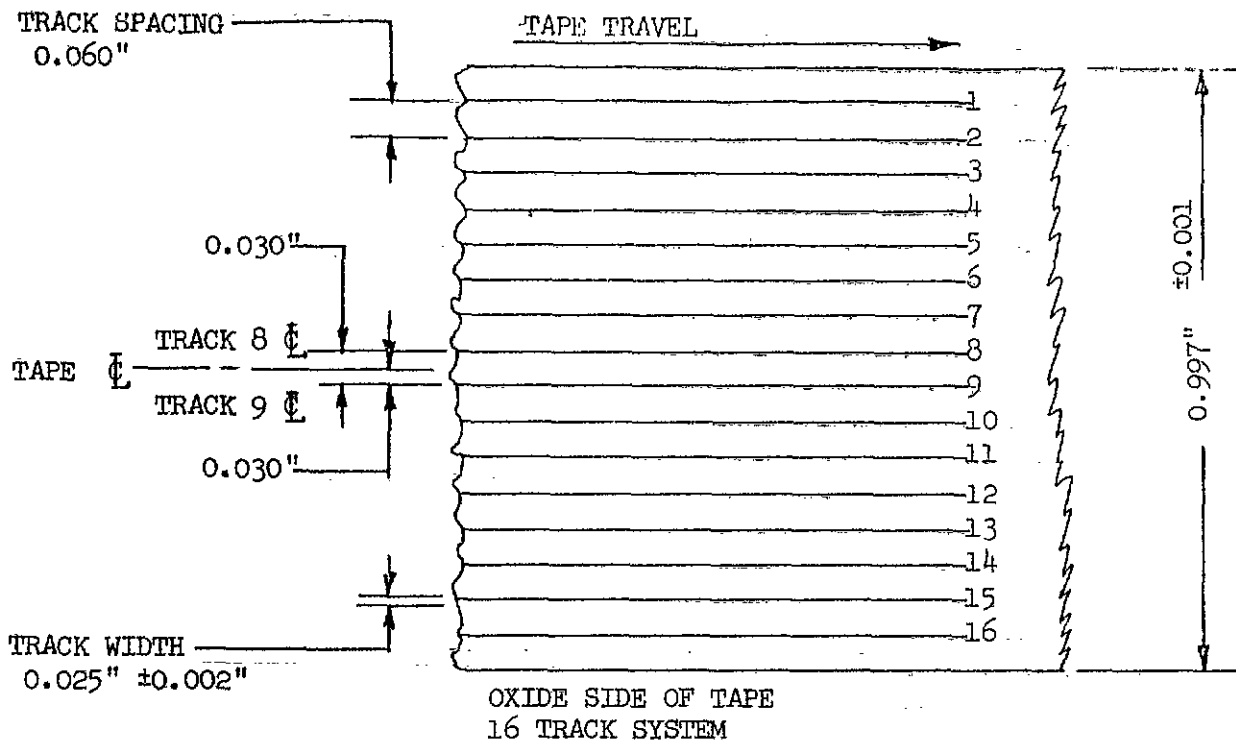 TRACK SPACING
0.060"
TAPE TRAVEL
1
2
3
4
5
6
7
8
9
10
11
12
13
14
15
16
0.030"
TRACK 8 ℄
TAPE ℄
TRACK 9 ℄
0.030"
TRACK WIDTH
0.025" ±0.002"
0.997" ±0.001
OXIDE SIDE OF TAPE
16 TRACK SYSTEM